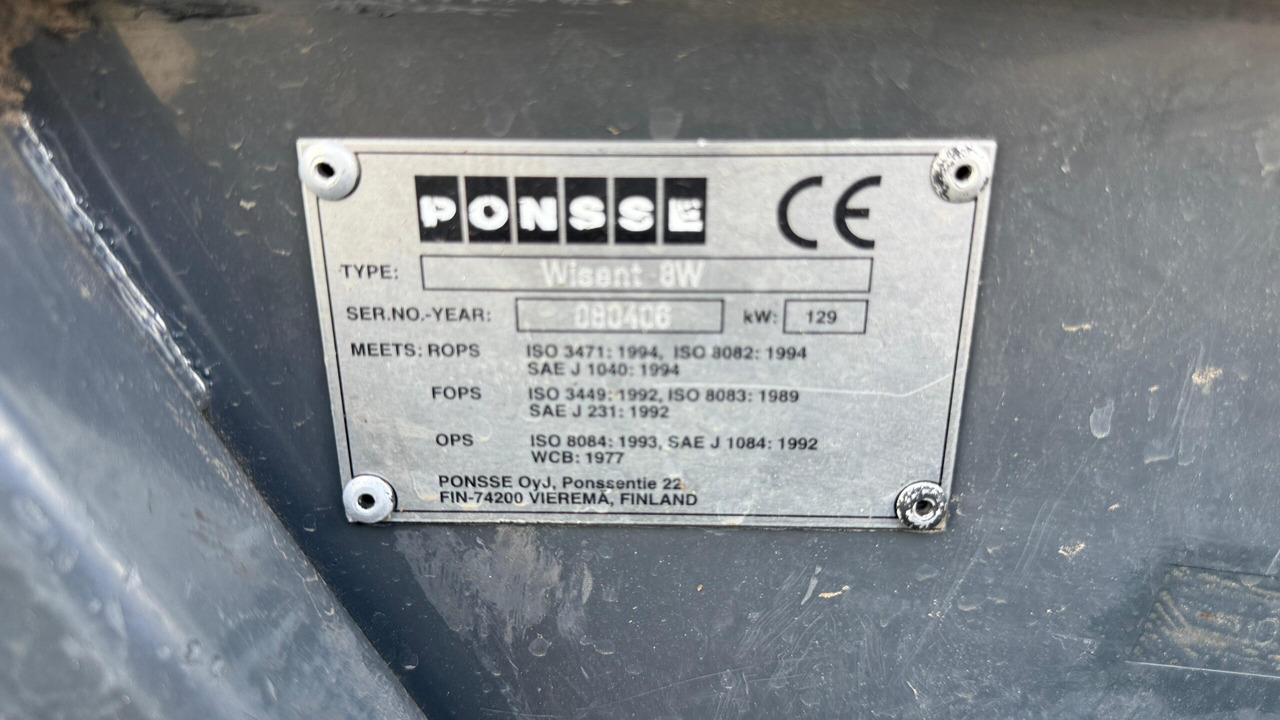 PONSSE CE
TYPE: Wisent 8W
SER.NO.-YEAR: 080406 kW: 129
MEETS: ROPS ISO 3471: 1994, ISO 8082: 1994
SAE J 1040: 1994
FOPS ISO 3449: 1992, ISO 8083: 1989
SAE J 231: 1992
OPS ISO 8084: 1993, SAE J 1084: 1992
WCB: 1977
PONSSE OyJ, Ponssentie 22
FIN-74200 VIEREMÄ, FINLAND